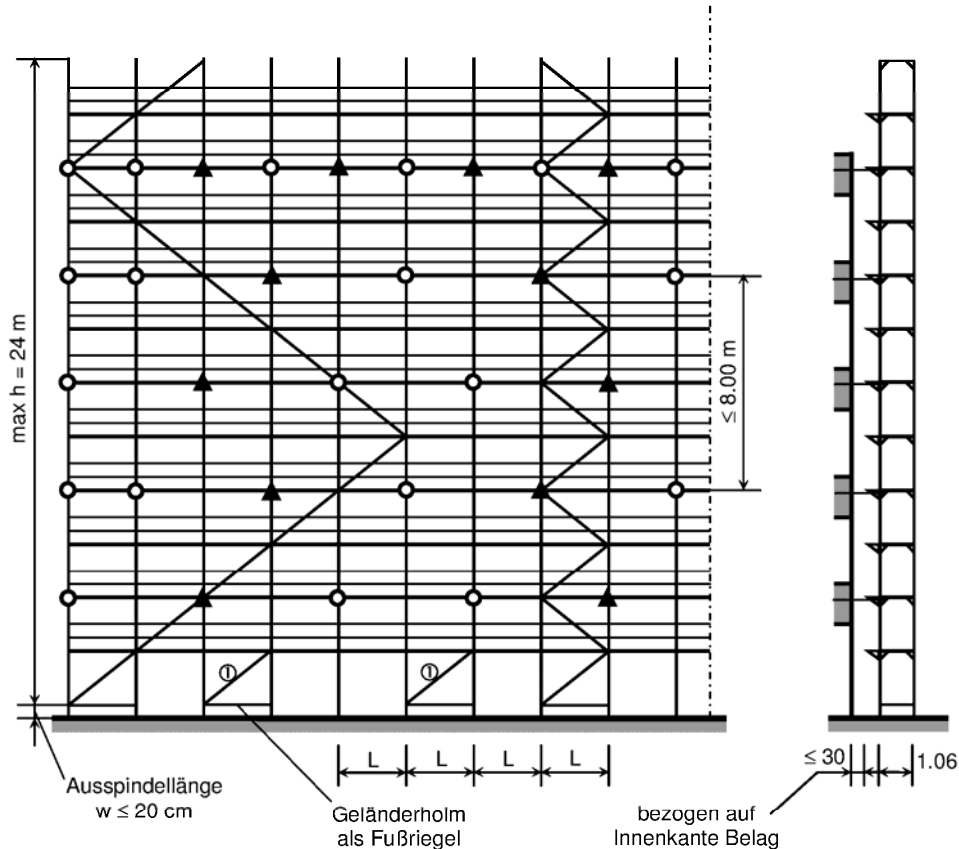 max h = 24 m
①
①
≤ 8.00 m
L
L
L
L
≤ 30
1.06
Ausspindellänge
w ≤ 20 cm
Geländerholm
als Fußriegel
bezogen auf
Innenkante Belag